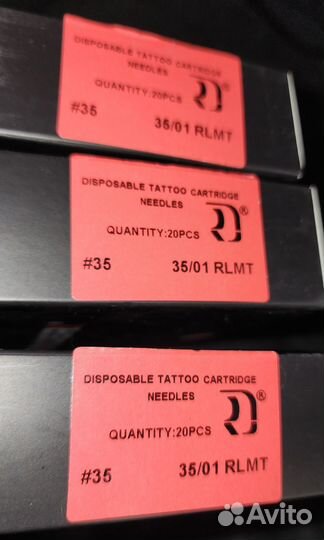 DISPOSABLE TATTOO CARTRIDGE
NEEDLES
®
QUANTITY:20PCS
#35 35/01 RLMT
DISPOSABLE TATTOO CARTRIDGE
NEEDLES
®
QUANTITY:20PCS
#35 35/01 RLMT
DISPOSABLE TATTOO CARTRIDGE
NEEDLES
®
QUANTITY:20PCS
#35 35/01 RLMT
Avito